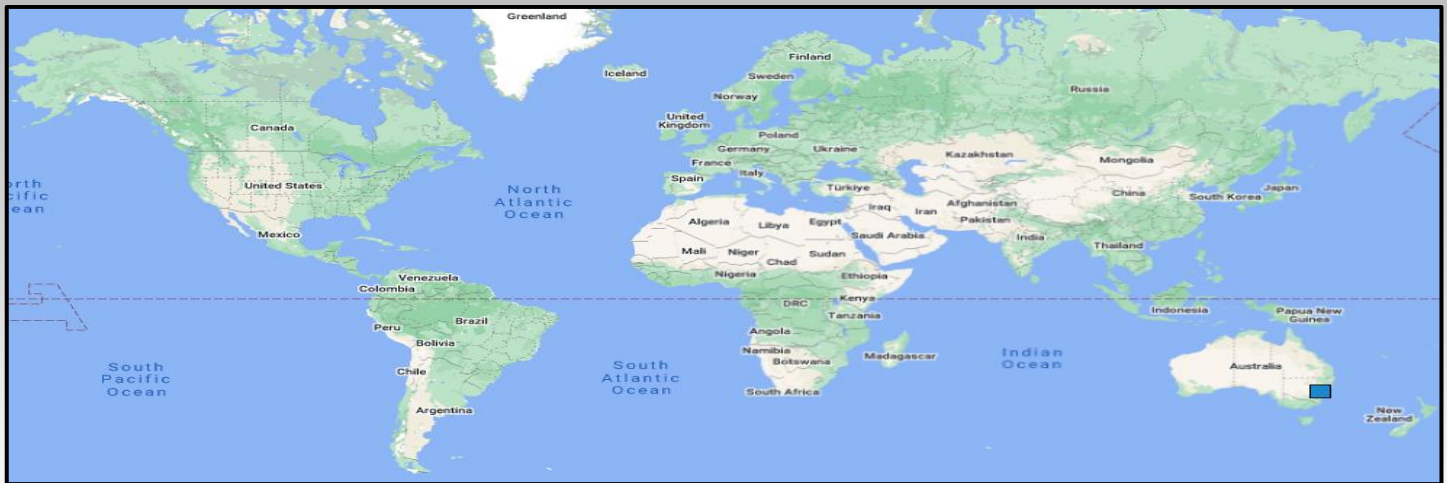 Greenland
Iceland
Finland
Sweden
Norway
Russia
United
Kingdom
Canada
Poland
Germany
Ukraine
France
Kazakhstan
Mongolia
Italy
Spain
United States
North
Atlantic
Ocean
orth
cific
ean
Türkiye
China
South Korea
Japan
Iraq
Iran
Afghanistan
Pakistan
Algeria
Libya
Egypt
Mexico
Saudi Arabia
India
Thailand
Mali
Niger
Chad
Sudan
Nigeria
Ethiopia
Venezuela
Colombia
DRC
Kenya
Tanzania
Indonesia
Papua New
Guinea
Peru
Brazil
Bolivia
Angola
Namibia
Botswana
Madagascar
Indian
Ocean
Australia
South
Pacific
Ocean
Chile
South
Atlantic
Ocean
South Africa
Argentina
New
Zealand